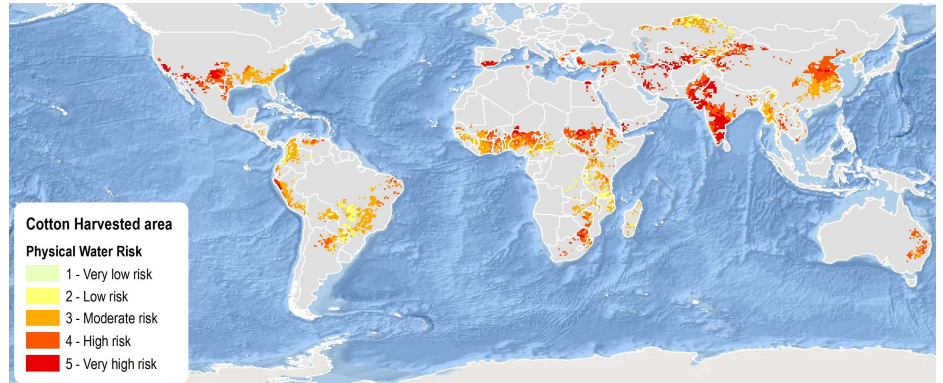 Cotton Harvested area
Physical Water Risk
1 - Very low risk
2 - Low risk
3 - Moderate risk
4 - High risk
5 - Very high risk